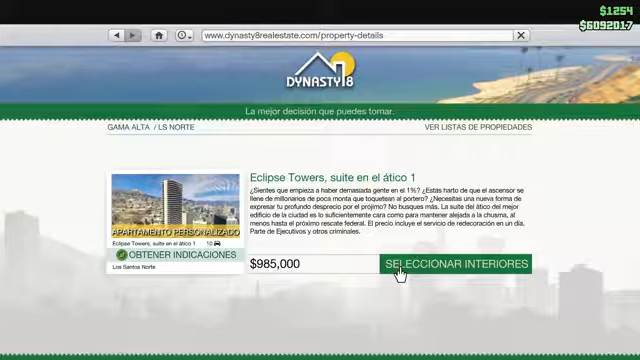 $1254
$6092017
www.dynasty8realestate.com/property-details
DYNASTY8
La mejor decisión que puedes tomar.
GAMA ALTA / LS NORTE
VER LISTAS DE PROPIEDADES
Eclipse Towers, suite en el ático 1
¿Sientes que empieza a haber demasiada gente en el 1%? ¿Estás harto de que el ascensor se
llene de millonarios de poca monta que toquetean al portero? ¿Necesitas una nueva forma de
expresar tu profundo desprecio por el prójimo? No busques más. La suite del ático del mejor
edificio de la ciudad es lo suficientemente cara como para mantener alejada a la chusma, al
menos hasta el próximo rescate federal. El precio incluye el servicio de redecoración en un día.
Parte de Ejecutivos y otros criminales.
APARTAMENTO PERSONALIZADO
Eclipse Towers, suite en el ático 1 10
OBTENER INDICACIONES
Los Santos Norte
$985,000
SELECCIONAR INTERIORES